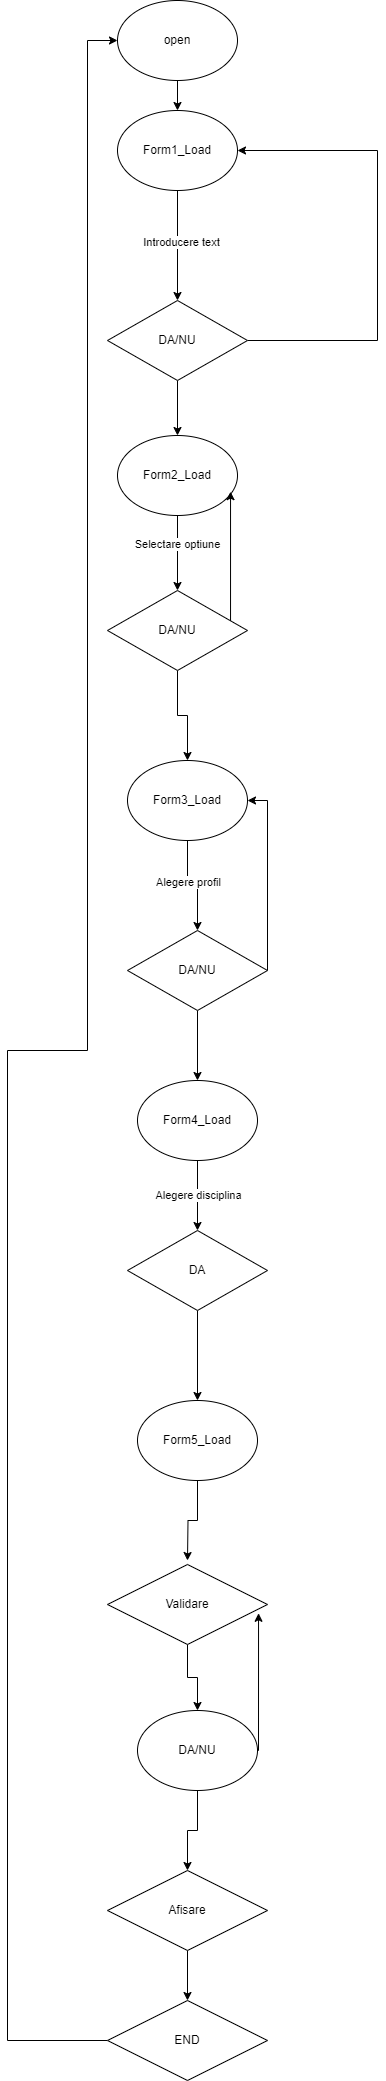 open
Form1_Load
Introducere text
DA/NU
Form2_Load
Selectare optiune
DA/NU
Form3_Load
Alegere profil
DA/NU
Form4_Load
Alegere disciplina
DA
Form5_Load
Validare
DA/NU
Afisare
END